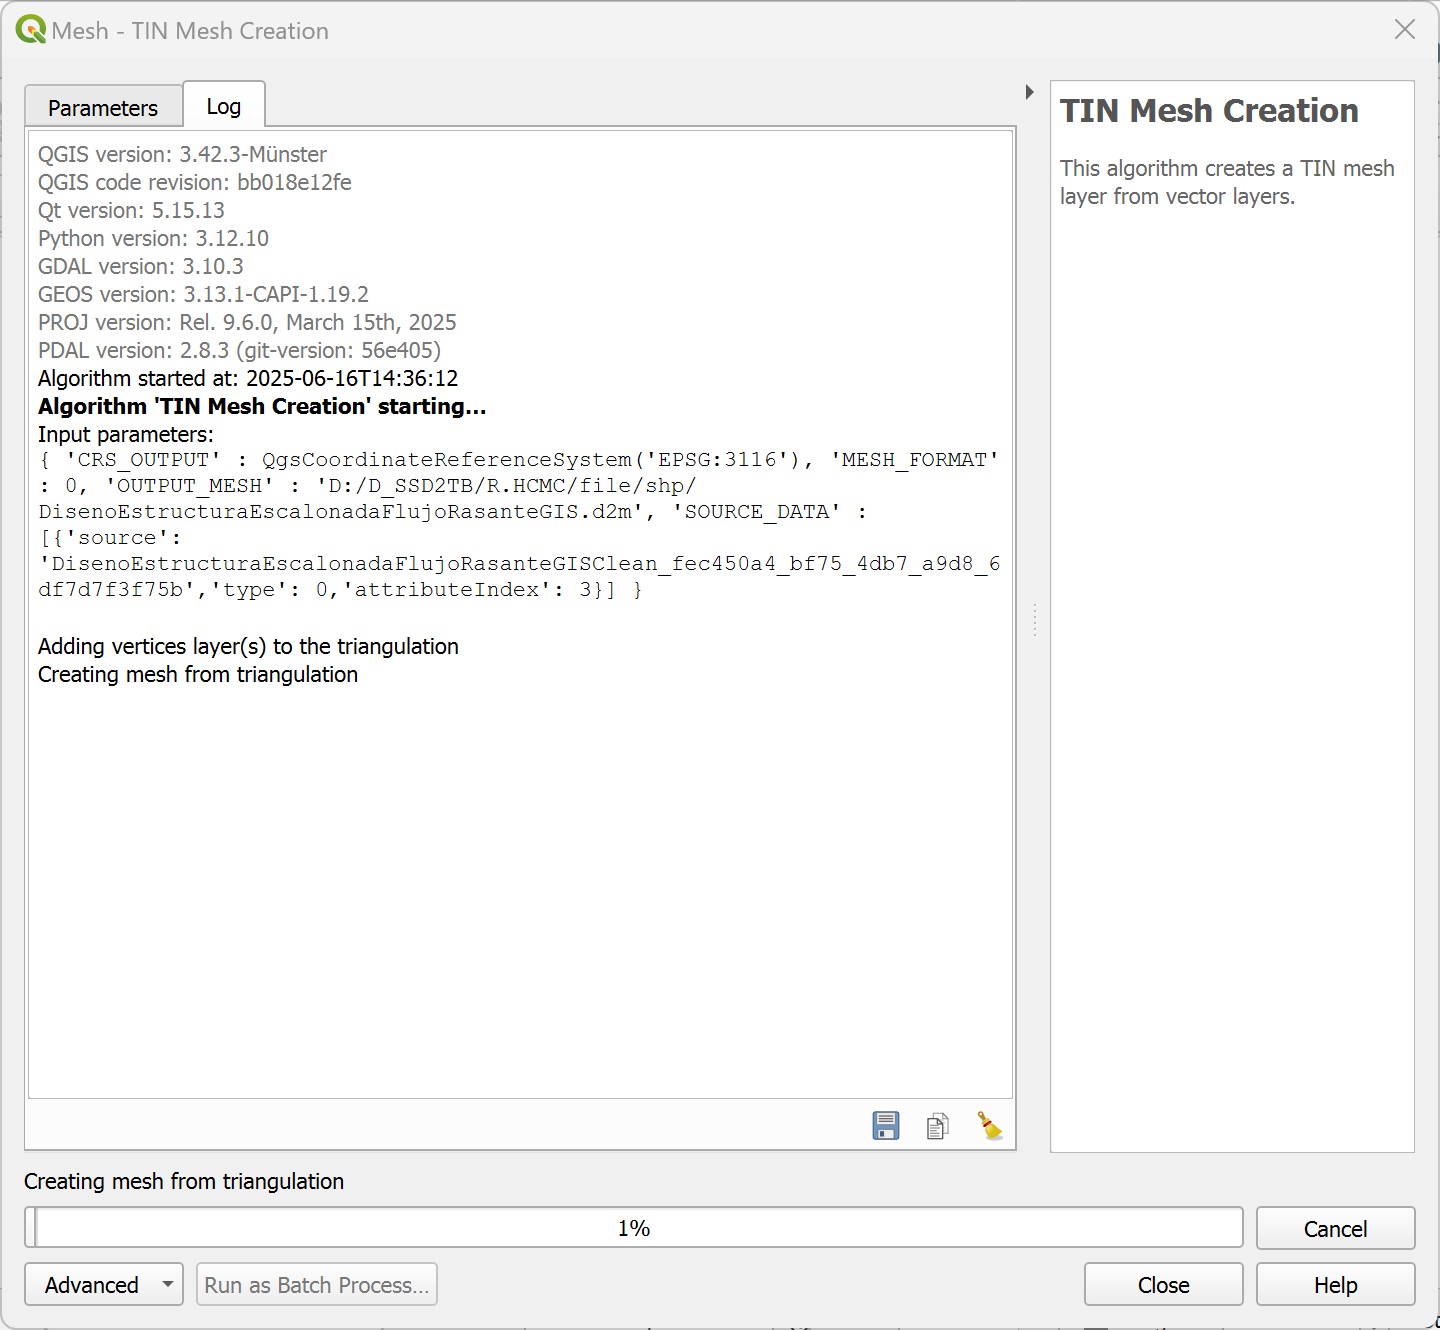 Mesh - TIN Mesh Creation
Parameters
Log
QGIS version: 3.42.3-Münster
QGIS code revision: bb018e12fe
Qt version: 5.15.13
Python version: 3.12.10
GDAL version: 3.10.3
GEOS version: 3.13.1-CAPI-1.19.2
PROJ version: Rel. 9.6.0, March 15th, 2025
PDAL version: 2.8.3 (git-version: 56e405)
Algorithm started at: 2025-06-16T14:36:12
Algorithm 'TIN Mesh Creation' starting...
Input parameters:
{ 'CRS_OUTPUT' : QgsCoordinateReferenceSystem('EPSG:3116'), 'MESH_FORMAT'
: 0, 'OUTPUT_MESH' : 'D:/D_SSD2TB/R.HCMC/file/shp/
DisenoEstructuraEscalonadaFlujoRasanteGIS.d2m', 'SOURCE_DATA' :
[{'source':
'DisenoEstructuraEscalonadaFlujoRasanteGISClean_fec450a4_bf75_4db7_a9d8_6
df7d7f3f75b','type': 0,'attributeIndex': 3}] }
Adding vertices layer(s) to the triangulation
Creating mesh from triangulation
TIN Mesh Creation
This algorithm creates a TIN mesh
layer from vector layers.
Creating mesh from triangulation
1%
Cancel
Advanced
Run as Batch Process...
Close
Help